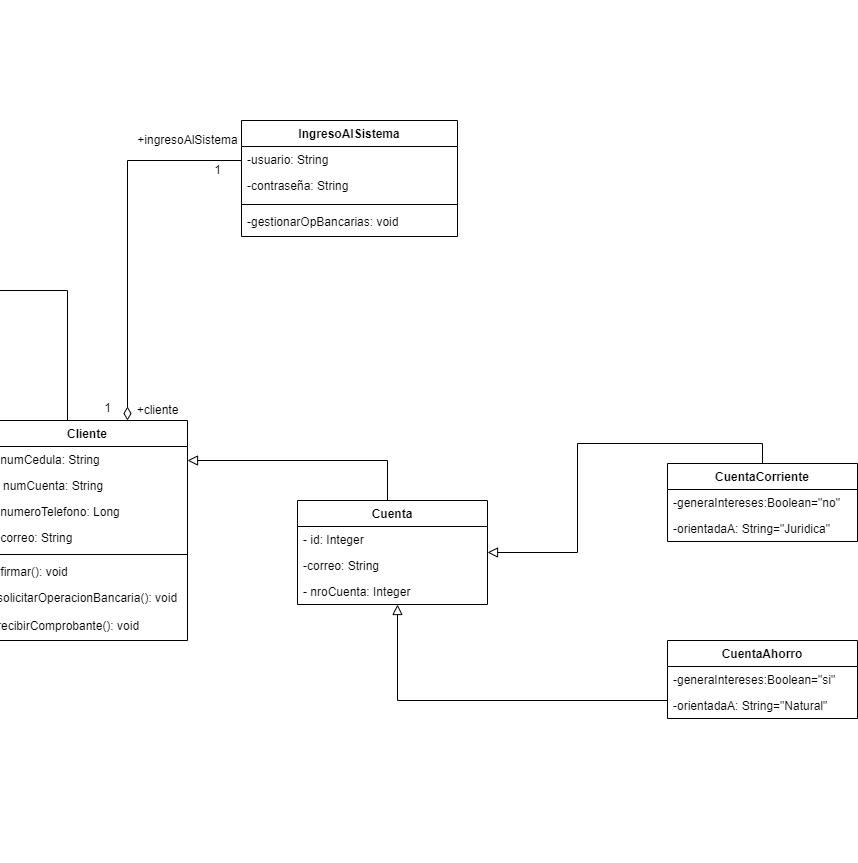 +ingresoAlSistema
1
IngresoAlSistema
-usuario: String
-contraseña: String
-gestionarOpBancarias: void
1
+cliente
Cliente
numCedula: String
numCuenta: String
numeroTelefono: Long
correo: String
firmar(): void
solicitarOperacionBancaria(): void
recibirComprobante(): void
Cuenta
- id: Integer
-correo: String
- nroCuenta: Integer
CuentaCorriente
-generaIntereses:Boolean="no"
-orientadaA: String="Juridica"
CuentaAhorro
-generaIntereses:Boolean="si"
-orientadaA: String="Natural"